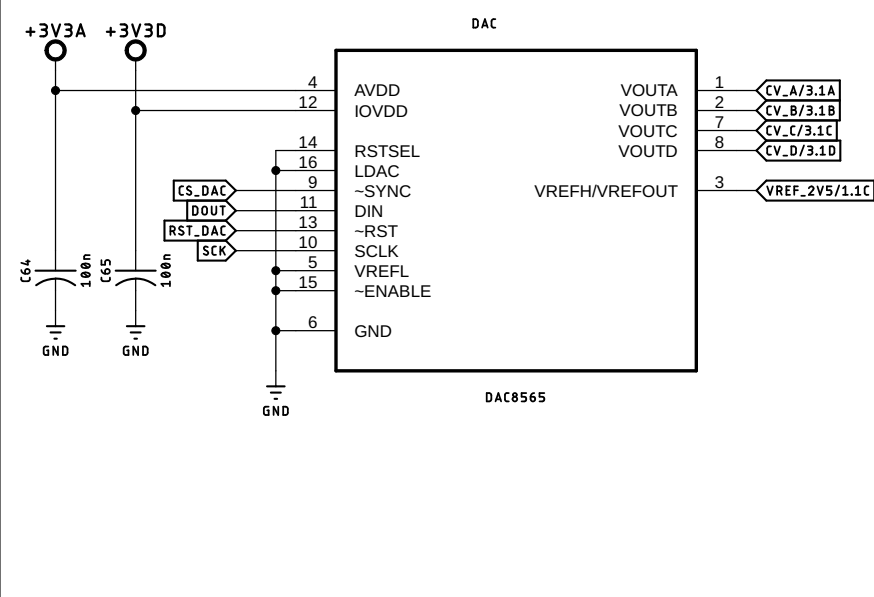 DAC
+3V3A +3V3D
4 AVDD VOUTA 1 CV_A/3.1A
12 IOVDD VOUTB 2 CV_B/3.1B
VOUTC 7 CV_C/3.1C
14 RSTSEL VOUTD 8 CV_D/3.1D
16 LDAC
CS_DAC 9 ~SYNC VREFH/VREFOUT 3 VREF_2V5/1.1C
DOUT 11 DIN
RST_DAC 13 ~RST
SCK 10 SCLK
C64 100n C65 100n 5 VREFL
15 ~ENABLE
6 GND
GND GND
GND
DAC8565